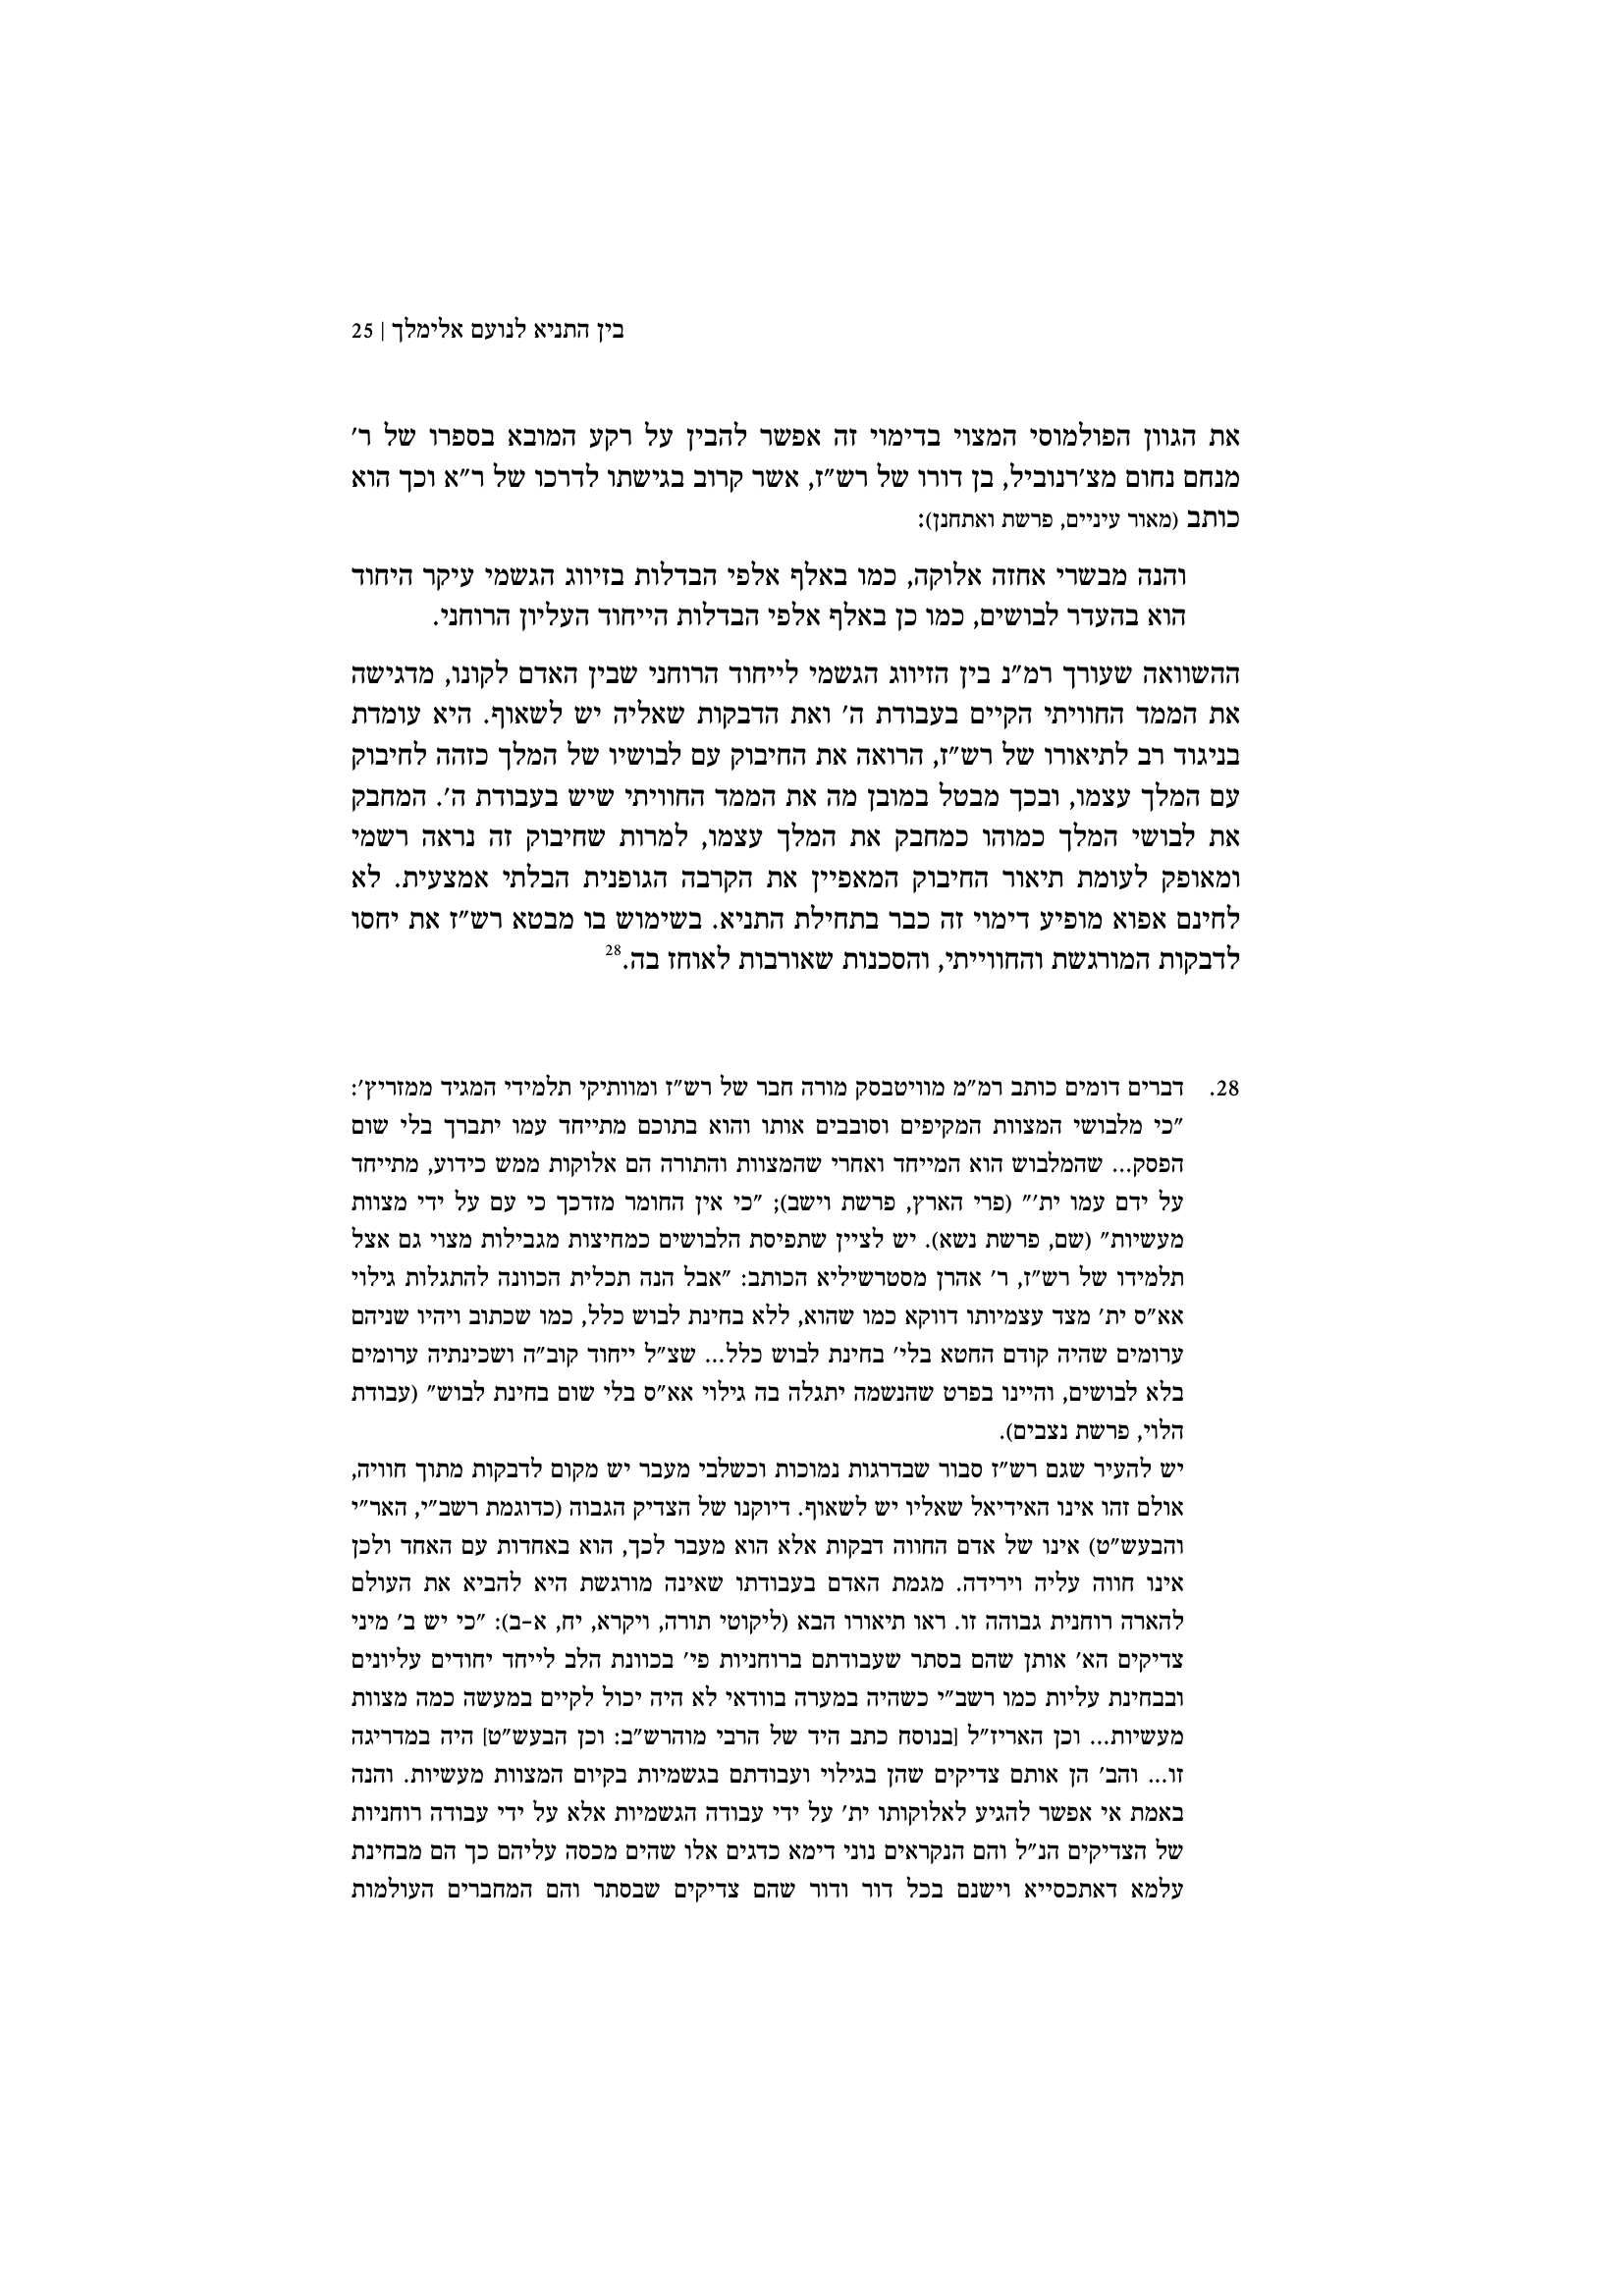 בין התניא לנועם אלימלך | 25
את הגוון הפולמוסי המצוי בדימוי זה אפשר להבין על רקע המובא בספרו של ר׳
מנחם נחום מצ׳רנוביל, בן דורו של רש״ז, אשר קרוב בגישתו לדרכו של ר״א וכך הוא
כותב (מאור עיניים, פרשת ואתחנן):
והנה מבשרי אחזה אלוקה, כמו באלף אלפי הבדלות בזיווג הגשמי עיקר היחוד
הוא בהעדר לבושים, כמו כן באלף אלפי הבדלות הייחוד העליון הרוחני.
ההשוואה שעורך רמ״נ בין הזיווג הגשמי לייחוד הרוחני שבין האדם לקונו, מדגישה
את הממד החוויתי הקיים בעבודת ה׳ ואת הדבקות שאליה יש לשאוף. היא עומדת
בניגוד רב לתיאורו של רש״ז, הרואה את החיבוק עם לבושיו של המלך כזהה לחיבוק
עם המלך עצמו, ובכך מבטל במובן מה את הממד החוויתי שיש בעבודת ה׳. המחבק
את לבושי המלך כמוהו כמחבק את המלך עצמו, למרות שחיבוק זה נראה רשמי
ומאופק לעומת תיאור החיבוק המאפיין את הקרבה הגופנית הבלתי אמצעית. לא
לחינם אפוא מופיע דימוי זה כבר בתחילת התניא. בשימוש בו מבטא רש״ז את יחסו
לדבקות המורגשת והחווייתי, והסכנות שאורבות לאוחז בה.28
28. דברים דומים כותב רמ״מ מוויטבסק מורה חבר של רש״ז ומוותיקי תלמידי המגיד ממזריץ׳:
״כי מלבושי המצוות המקיפים וסובבים אותו והוא בתוכם מתייחד עמו יתברך בלי שום
הפסק... שהמלבוש הוא המייחד ואחרי שהמצוות והתורה הם אלוקות ממש כידוע, מתייחד
על ידם עמו ית׳״ (פרי הארץ, פרשת וישב); ״כי אין החומר מזדכך כי עם על ידי מצוות
מעשיות״ (שם, פרשת נשא). יש לציין שתפיסת הלבושים כמחיצות מגבילות מצוי גם אצל
תלמידו של רש״ז, ר׳ אהרן מסטרשיליא הכותב: ״אבל הנה תכלית הכוונה להתגלות גילוי
אא״ס ית׳ מצד עצמיותו דווקא כמו שהוא, ללא בחינת לבוש כלל, כמו שכתוב ויהיו שניהם
ערומים שהיה קודם החטא בלי׳ בחינת לבוש כלל... שצ״ל ייחוד קוב״ה ושכינתיה ערומים
בלא לבושים, והיינו בפרט שהנשמה יתגלה בה גילוי אא״ס בלי שום בחינת לבוש״ (עבודת
הלוי, פרשת נצבים).
יש להעיר שגם רש״ז סבור שבדרגות נמוכות וכשלבי מעבר יש מקום לדבקות מתוך חוויה,
אולם זהו אינו האידיאל שאליו יש לשאוף. דיוקנו של הצדיק הגבוה (כדוגמת רשב״י, האר״י
והבעש״ט) אינו של אדם החווה דבקות אלא הוא מעבר לכך, הוא באחדות עם האחד ולכן
אינו חווה עליה וירידה. מגמת האדם בעבודתו שאינה מורגשת היא להביא את העולם
להארה רוחנית גבוהה זו. ראו תיאורו הבא (ליקוטי תורה, ויקרא, יח, א–ב): ״כי יש ב׳ מיני
צדיקים הא׳ אותן שהם בסתר שעבודתם ברוחניות פי׳ בכוונת הלב לייחד יחודים עליונים
ובבחינת עליות כמו רשב״י כשהיה במערה בוודאי לא היה יכול לקיים במעשה כמה מצוות
מעשיות... וכן האריז״ל [בנוסח כתב היד של הרבי מוהרש״ב: וכן הבעש״ט] היה במדריגה
זו... והב׳ הן אותם צדיקים שהן בגילוי ועבודתם בגשמיות בקיום המצוות מעשיות. והנה
באמת אי אפשר להגיע לאלוקותו ית׳ על ידי עבודה הגשמיות אלא על ידי עבודה רוחניות
של הצדיקים הנ״ל והם הנקראים נוני דימא כדגים אלו שהים מכסה עליהם כך הם מבחינת
עלמא דאתכסייא וישנם בכל דור ודור שהם צדיקים שבסתר והם המחברים העולמות